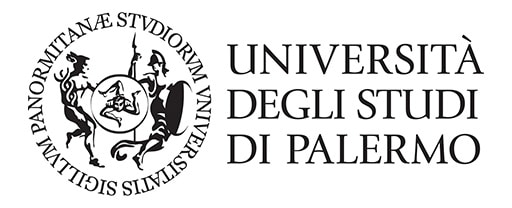 SIGILLVM PANORMITANÆ STVDIORVM VNIVERSITATIS
UNIVERSITÀ
DEGLI STUDI
DI PALERMO